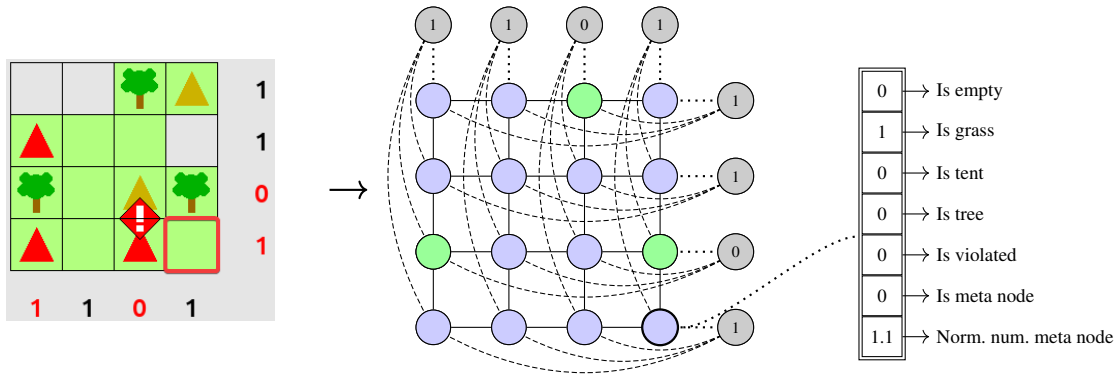 1
1
0
1
1 1 0 1
!
1 1 0 1
1
1
0
1
0 Is empty
1 Is grass
0 Is tent
0 Is tree
0 Is violated
0 Is meta node
1.1 Norm. num. meta node